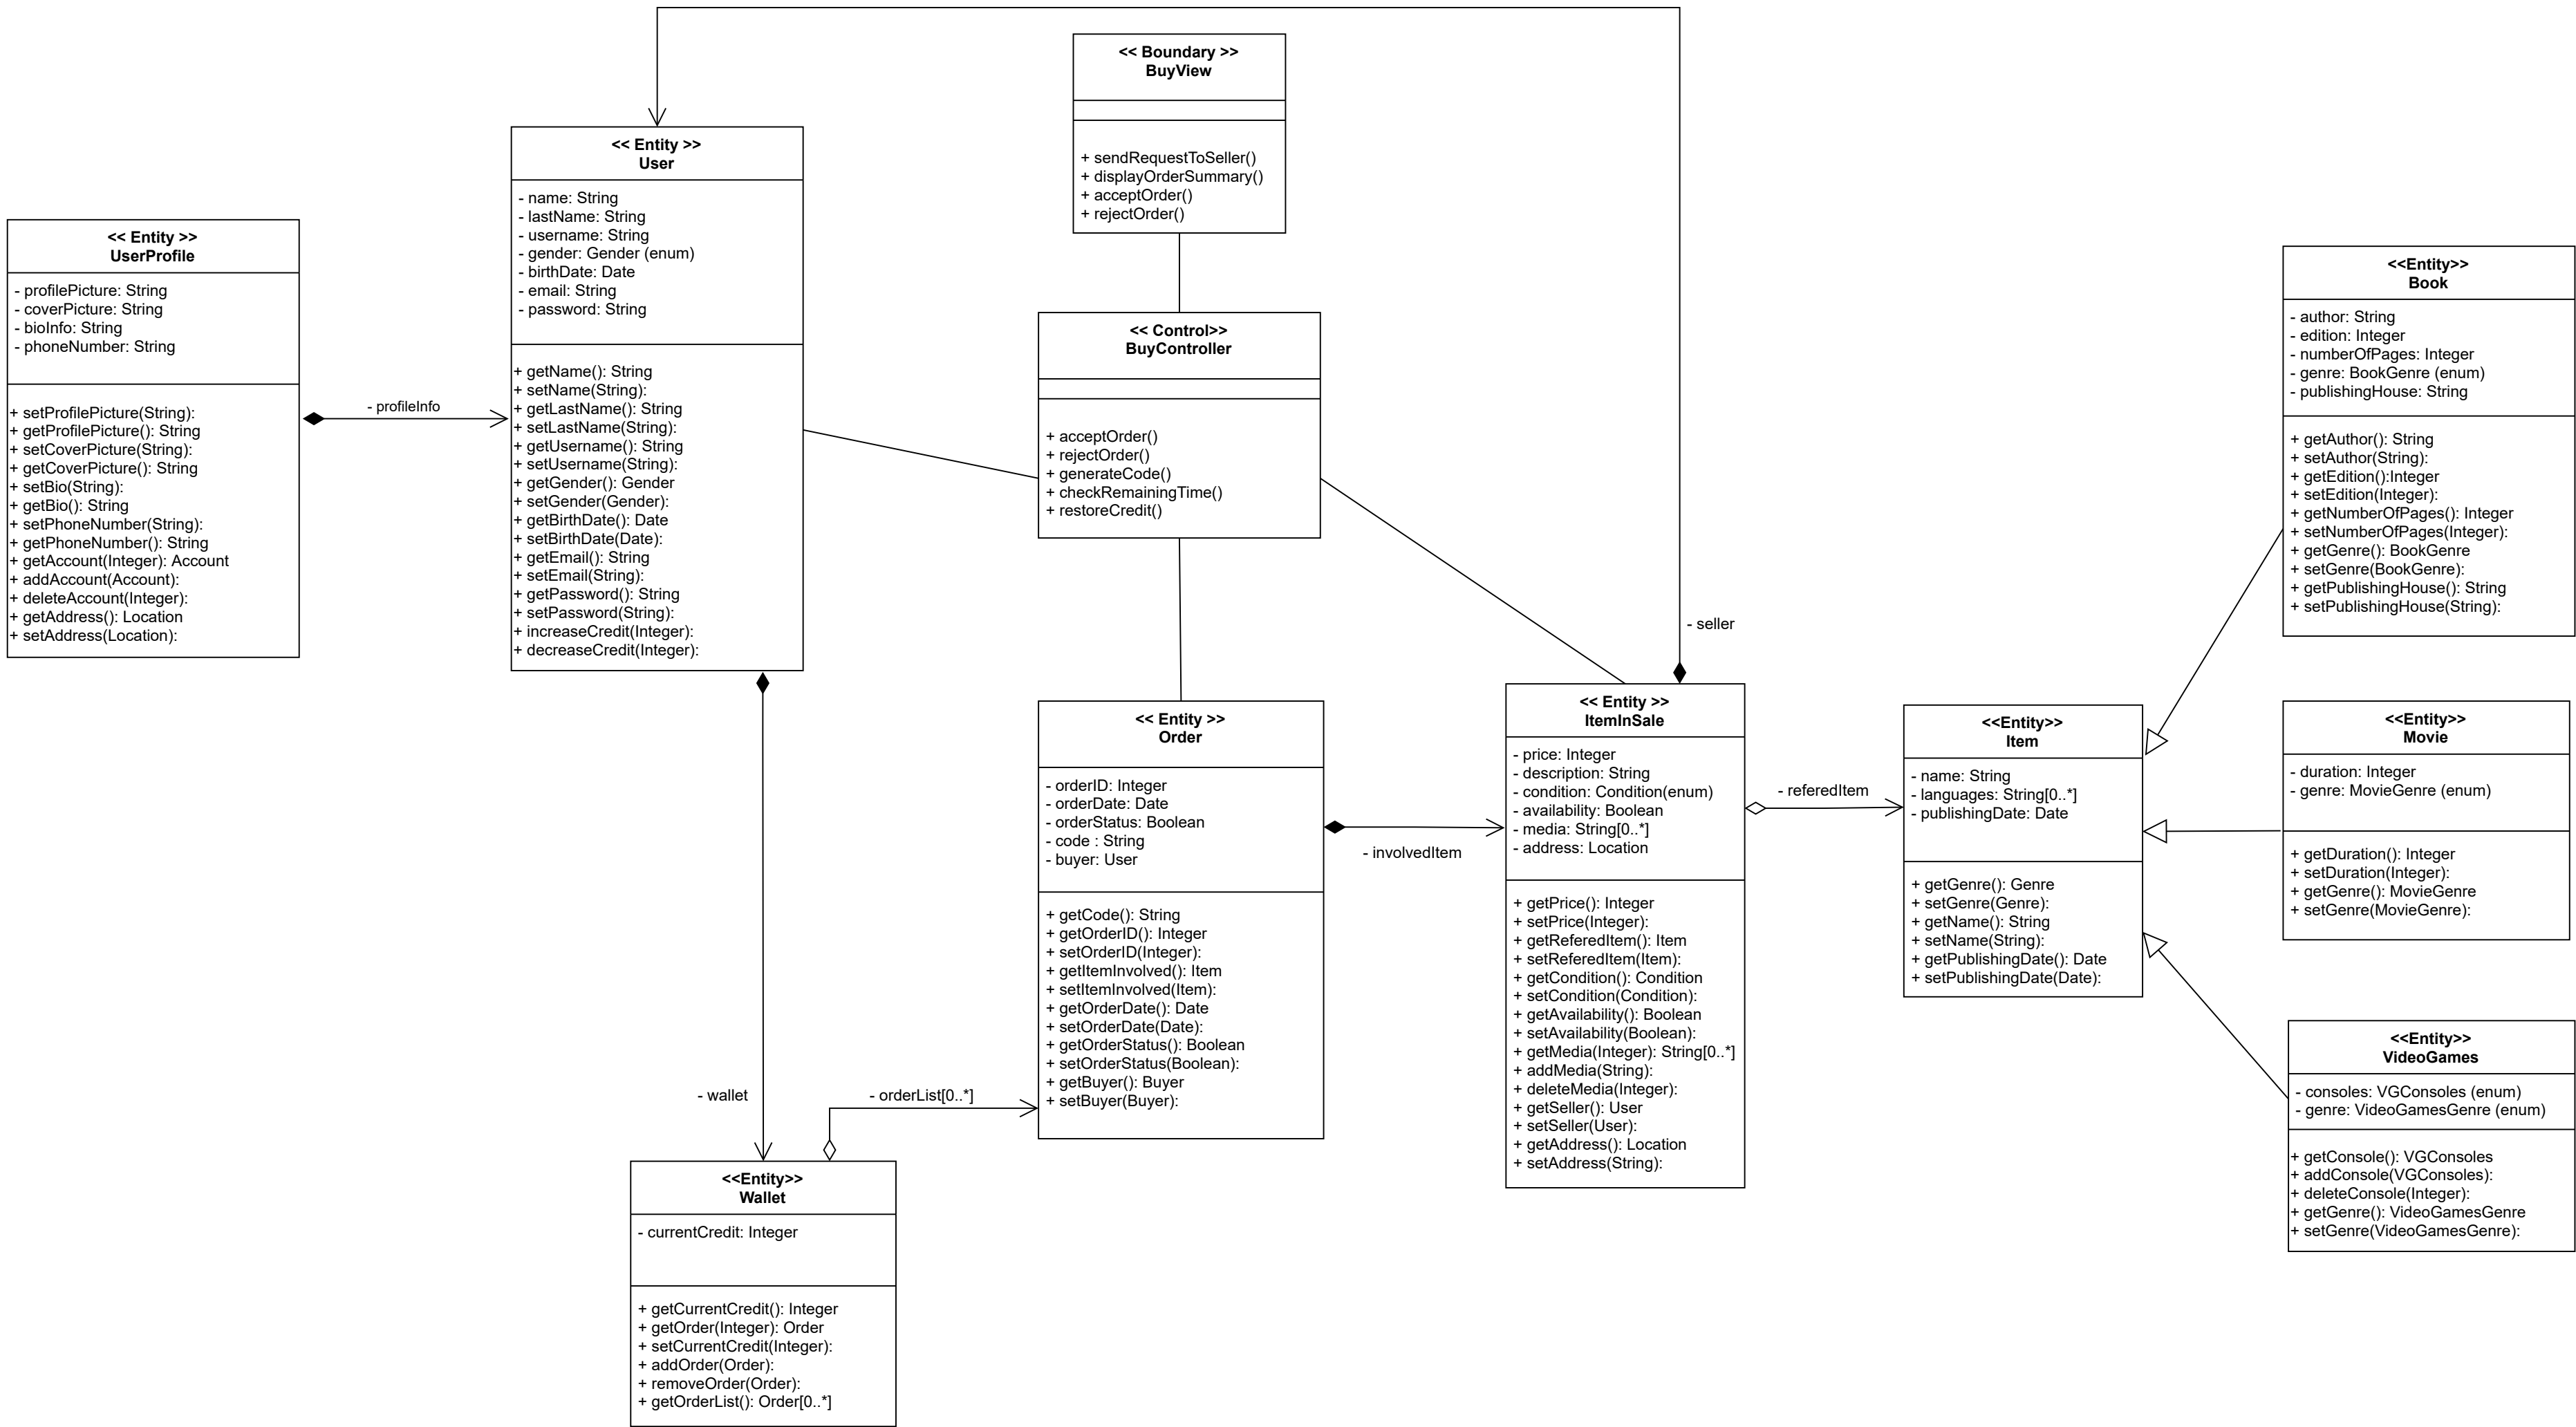 << Boundary >>
BuyView
+ sendRequestToSeller()
+ displayOrderSummary()
+ acceptOrder()
+ rejectOrder()
<< Entity >>
User
- name: String
- lastName: String
- username: String
- gender: Gender (enum)
- birthDate: Date
- email: String
- password: String
+ getName(): String
+ setName(String):
+ getLastName(): String
+ setLastName(String):
+ getUsername(): String
+ setUsername(String):
+ getGender(): Gender
+ setGender(Gender):
+ getBirthDate(): Date
+ setBirthDate(Date):
+ getEmail(): String
+ setEmail(String):
+ getPassword(): String
+ setPassword(String):
+ increaseCredit(Integer):
+ decreaseCredit(Integer):
<< Entity >>
UserProfile
- profilePicture: String
- coverPicture: String
- bioInfo: String
- phoneNumber: String
+ setProfilePicture(String):
+ getProfilePicture(): String
+ setCoverPicture(String):
+ getCoverPicture(): String
+ setBio(String):
+ getBio(): String
+ setPhoneNumber(String):
+ getPhoneNumber(): String
+ getAccount(Integer): Account
+ addAccount(Account):
+ deleteAccount(Integer):
+ getAddress(): Location
+ setAddress(Location):
- profileInfo
<< Control>>
BuyController
+ acceptOrder()
+ rejectOrder()
+ generateCode()
+ checkRemainingTime()
+ restoreCredit()
<<Entity>>
Book
- author: String
- edition: Integer
- numberOfPages: Integer
- genre: BookGenre (enum)
- publishingHouse: String
+ getAuthor(): String
+ setAuthor(String):
+ getEdition():Integer
+ setEdition(Integer):
+ getNumberOfPages(): Integer
+ setNumberOfPages(Integer):
+ getGenre(): BookGenre
+ setGenre(BookGenre):
+ getPublishingHouse(): String
+ setPublishingHouse(String):
- seller
<< Entity >>
Order
- orderID: Integer
- orderDate: Date
- orderStatus: Boolean
- code : String
- buyer: User
+ getCode(): String
+ getOrderID(): Integer
+ setOrderID(Integer):
+ getItemInvolved(): Item
+ setItemInvolved(Item):
+ getOrderDate(): Date
+ setOrderDate(Date):
+ getOrderStatus(): Boolean
+ setOrderStatus(Boolean):
+ getBuyer(): Buyer
+ setBuyer(Buyer):
- involvedItem
<< Entity >>
ItemInSale
- price: Integer
- description: String
- condition: Condition(enum)
- availability: Boolean
- media: String[0..*]
- address: Location
+ getPrice(): Integer
+ setPrice(Integer):
+ getReferedItem(): Item
+ setReferedItem(Item):
+ getCondition(): Condition
+ setCondition(Condition):
+ getAvailability(): Boolean
+ setAvailability(Boolean):
+ getMedia(Integer): String[0..*]
+ addMedia(String):
+ deleteMedia(Integer):
+ getSeller(): User
+ setSeller(User):
+ getAddress(): Location
+ setAddress(String):
- referedItem
<<Entity>>
Item
- name: String
- languages: String[0..*]
- publishingDate: Date
+ getGenre(): Genre
+ setGenre(Genre):
+ getName(): String
+ setName(String):
+ getPublishingDate(): Date
+ setPublishingDate(Date):
<<Entity>>
Movie
- duration: Integer
- genre: MovieGenre (enum)
+ getDuration(): Integer
+ setDuration(Integer):
+ getGenre(): MovieGenre
+ setGenre(MovieGenre):
<<Entity>>
VideoGames
- consoles: VGConsoles (enum)
- genre: VideoGamesGenre (enum)
+ getConsole(): VGConsoles
+ addConsole(VGConsoles):
+ deleteConsole(Integer):
+ getGenre(): VideoGamesGenre
+ setGenre(VideoGamesGenre):
- wallet
- orderList[0..*]
<<Entity>>
Wallet
- currentCredit: Integer
+ getCurrentCredit(): Integer
+ getOrder(Integer): Order
+ setCurrentCredit(Integer):
+ addOrder(Order):
+ removeOrder(Order):
+ getOrderList(): Order[0..*]